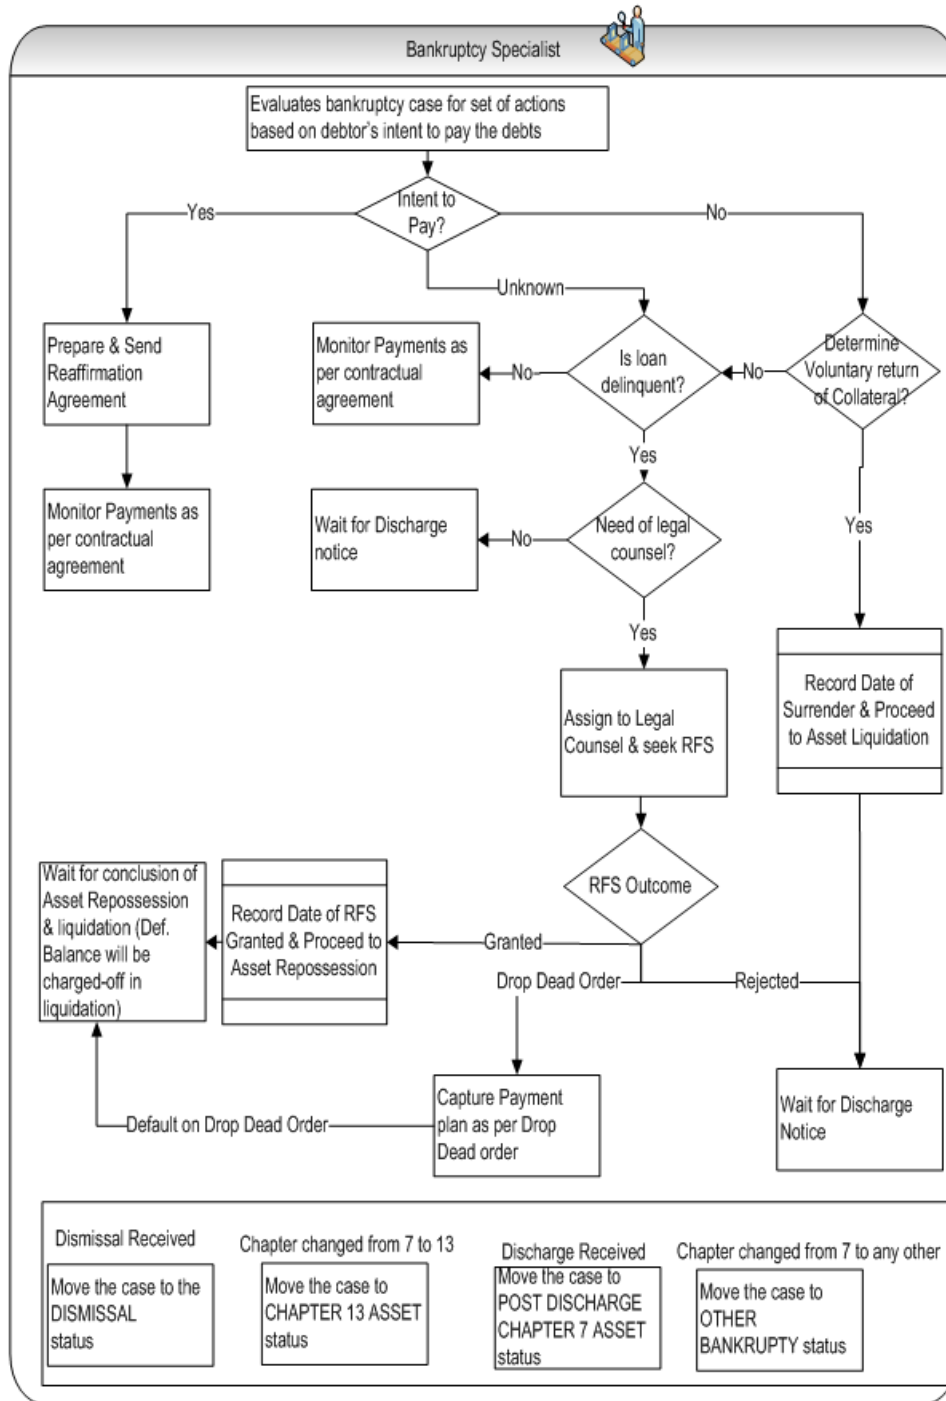 Bankruptcy Specialist
Evaluates bankruptcy case for set of actions
based on debtor's intent to pay the debts
Intent to
Pay?
Yes
No
Unknown
Prepare & Send
Reaffirmation
Agreement
Monitor Payments as
per contractual
agreement
Is loan
delinquent?
No
Determine
Voluntary return
of Collateral?
No
Yes
Yes
Monitor Payments as
per contractual
agreement
Wait for Discharge
notice
No
Need of legal
counsel?
Yes
Assign to Legal
Counsel & seek RFS
Record Date of
Surrender & Proceed
to Asset Liquidation
RFS Outcome
Wait for conclusion of
Asset Repossession
& liquidation (Def.
Balance will be
charged-off in
liquidation)
Record Date of RFS
Granted & Proceed to
Asset Repossession
Granted
Drop Dead Order
Rejected
Default on Drop Dead Order
Capture Payment
plan as per Drop
Dead order
Wait for Discharge
Notice
Dismissal Received
Move the case to the
DISMISSAL
status
Chapter changed from 7 to 13
Move the case to
CHAPTER 13 ASSET
status
Discharge Received
Move the case to
POST DISCHARGE
CHAPTER 7 ASSET
status
Chapter changed from 7 to any other
Move the case to
OTHER
BANKRUPTY status